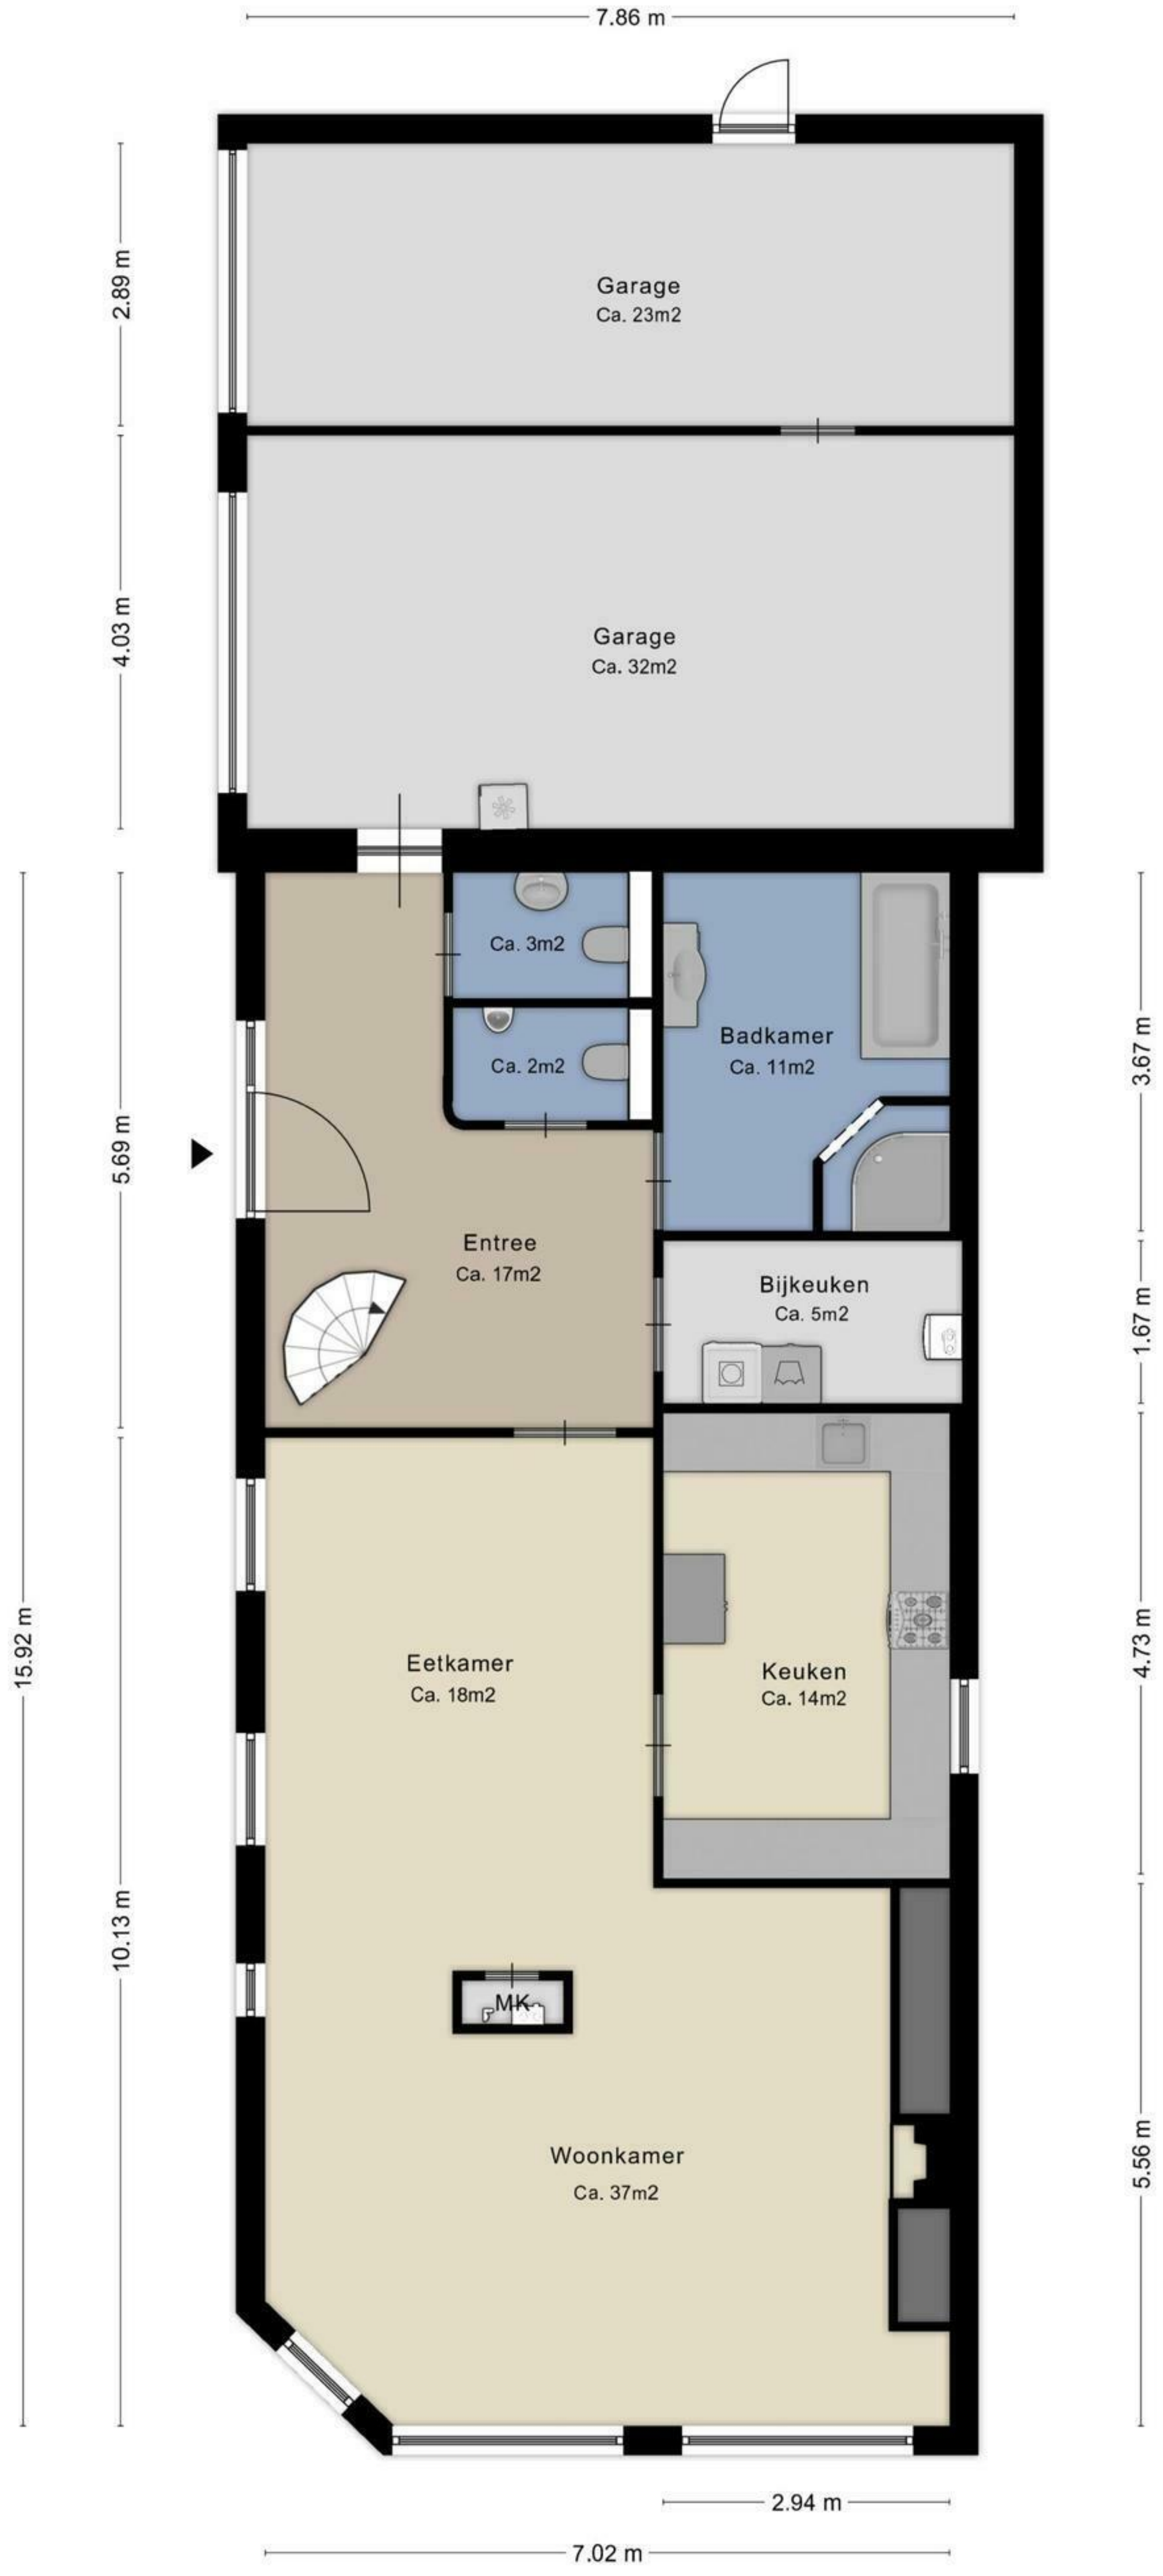 7.86 m
2.89 m
Garage
Ca. 23m2
4.03 m
Garage
Ca. 32m2
Ca. 3m2
Ca. 2m2
Badkamer
Ca. 11m2
3.67 m
5.69 m
Entree
Ca. 17m2
Bijkeuken
Ca. 5m2
1.67 m
15.92 m
Eetkamer
Ca. 18m2
Keuken
Ca. 14m2
4.73 m
10.13 m
MK
Woonkamer
Ca. 37m2
5.56 m
2.94 m
7.02 m